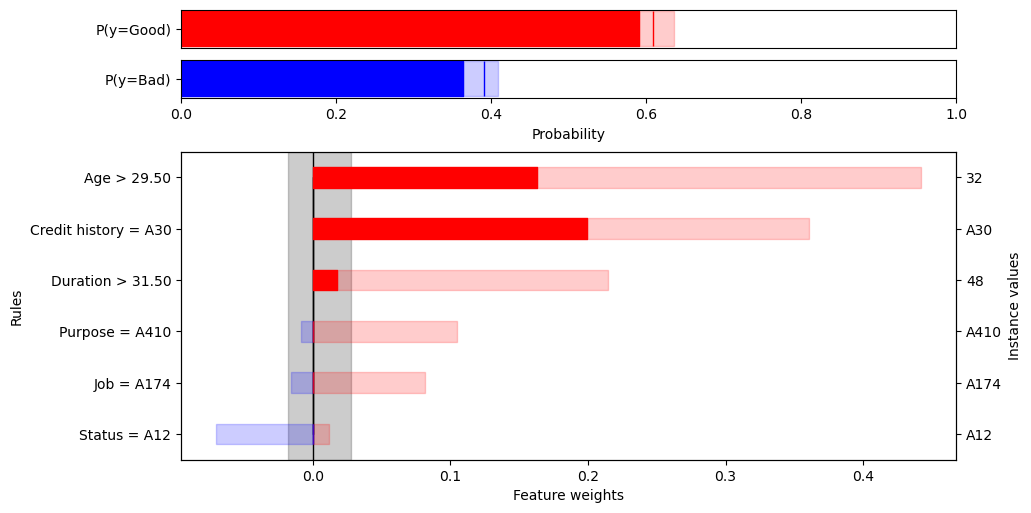 P(y=Good)
P(y=Bad)
0.0 0.2 0.4 0.6 0.8 1.0
Probability
Rules
Age > 29.50 32
Credit history = A30 A30
Duration > 31.50 48
Purpose = A410 A410
Job = A174 A174
Status = A12 A12
Instance values
0.0 0.1 0.2 0.3 0.4
Feature weights